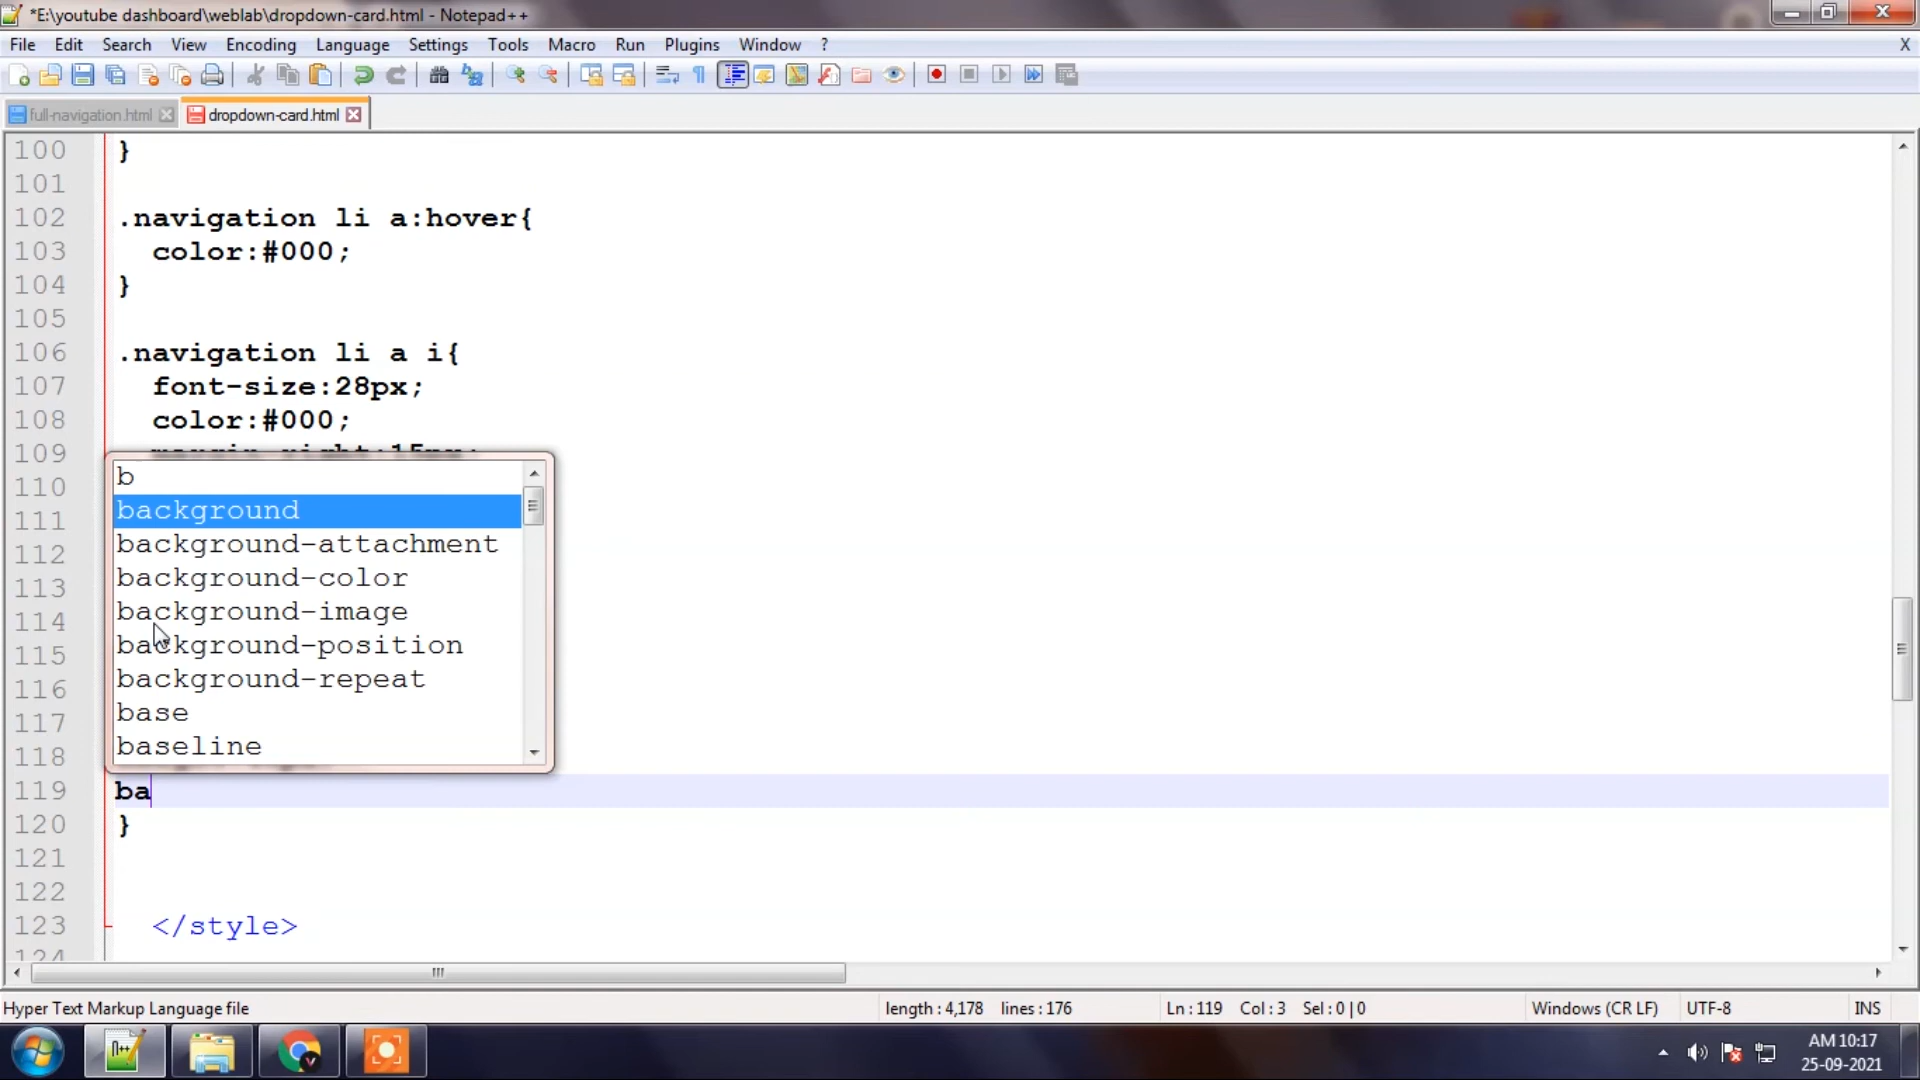 *E:\youtube dashboard\weblab\dropdown-card.html - Notepad++
File Edit Search View Encoding Language Settings Tools Macro Run Plugins Window ? X
full-navigation.html dropdown-card.html
100 }
101
102 .navigation li a:hover{
103 color:#000;
104 }
105
106 .navigation li a i{
107 font-size:28px;
108 color:#000;
109 margin-right:15px;
110 b
111 background
112 background-attachment
113 background-color
114 background-image
115 background-position
116 background-repeat
117 base
118 baseline
119 ba
120 }
121
122
123 </style>
124
Hyper Text Markup Language file length : 4,178 lines : 176 Ln : 119 Col : 3 Sel : 0 | 0 Windows (CR LF) UTF-8 INS
AM 10:17
25-09-2021